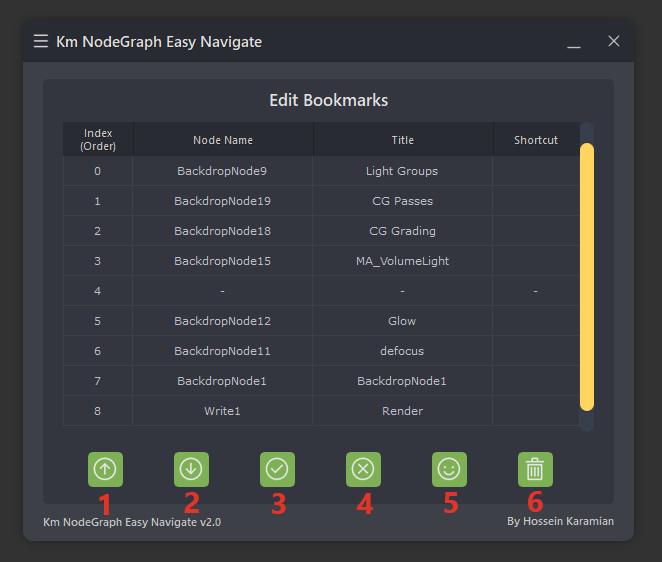 Km NodeGraph Easy Navigate
Edit Bookmarks
Index
(Order)
Node Name
Title
Shortcut
0 BackdropNode9 Light Groups
1 BackdropNode19 CG Passes
2 BackdropNode18 CG Grading
3 BackdropNode15 MA_VolumeLight
4 - - -
5 BackdropNode12 Glow
6 BackdropNode11 defocus
7 BackdropNode1 BackdropNode1
8 Write1 Render
1 2 3 4 5 6
Km NodeGraph Easy Navigate v2.0
By Hossein Karamian